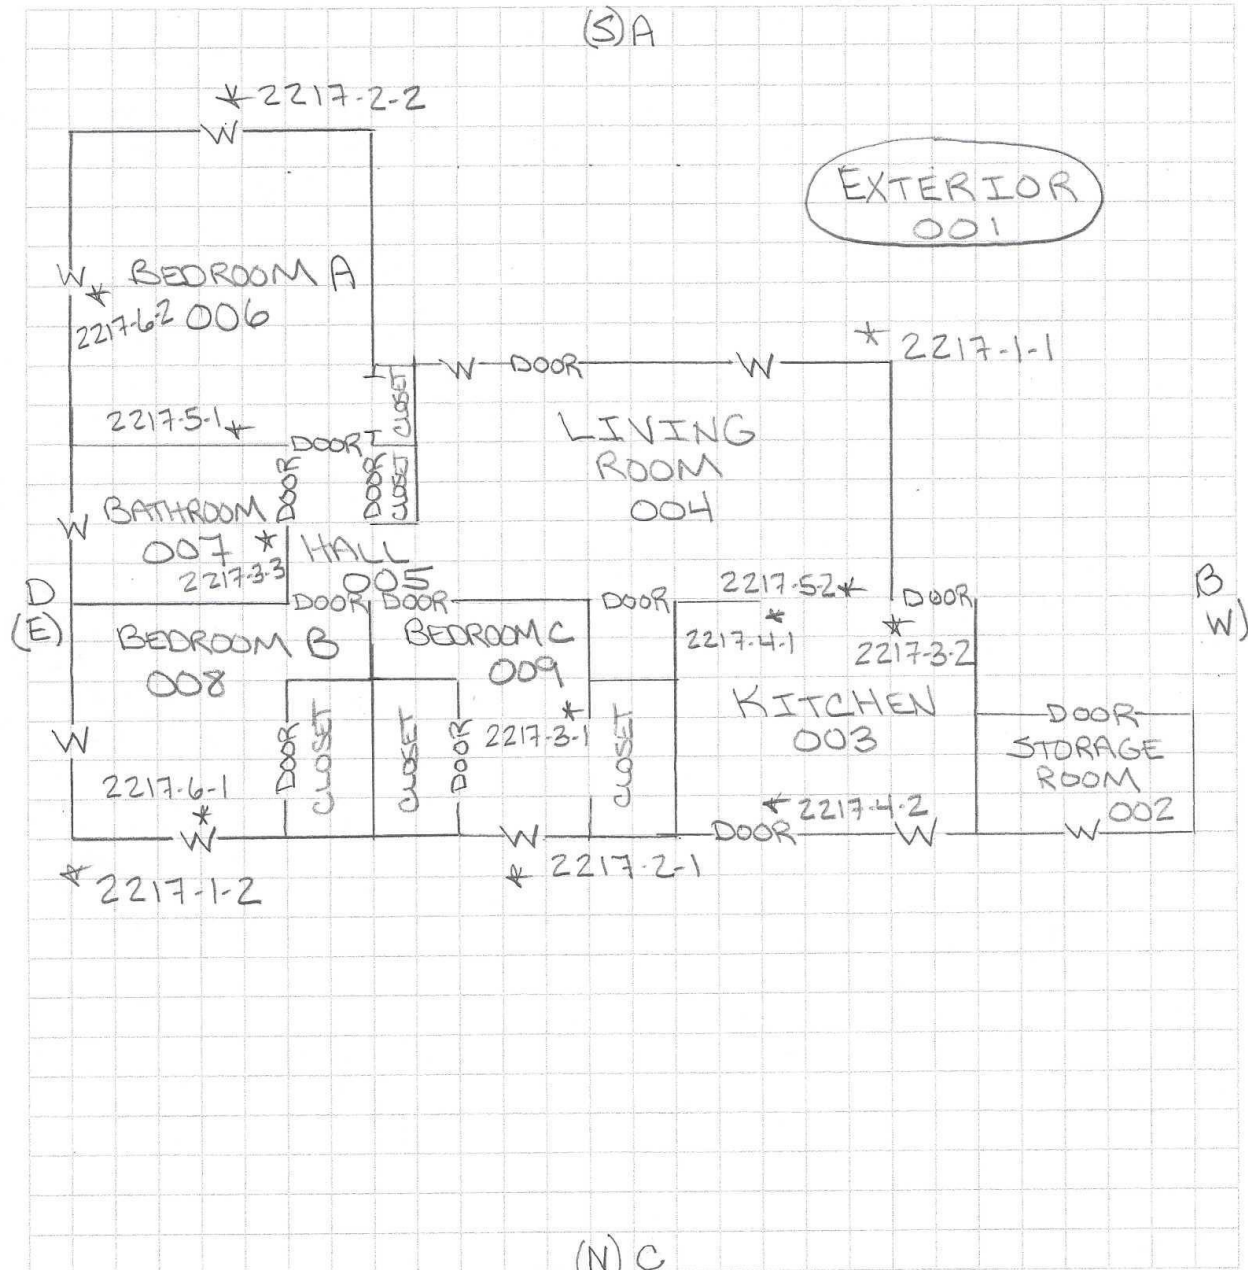 (S) A
* 2217-2-2
W
EXTERIOR
001
W
BEDROOM A
006
* 2217-6-2
* 2217-1-1
W
DOOR
W
CLOSET
2217-5-1 *
DOOR
LIVING
ROOM
004
DOOR
DOOR
CLOSET
W
BATHROOM
007
* 2217-3-3
HALL
005
D
(E)
B
W)
DOOR
DOOR
DOOR
2217-5-2 *
DOOR
BEDROOM B
008
BEDROOM C
009
* 2217-4-1
* 2217-3-2
W
DOOR
CLOSET
CLOSET
DOOR
* 2217-3-1
CLOSET
KITCHEN
003
DOOR
STORAGE
ROOM
002
2217-6-1
*
W
W
DOOR
* 2217-4-2
W
W
* 2217-1-2
* 2217-2-1
(N) C